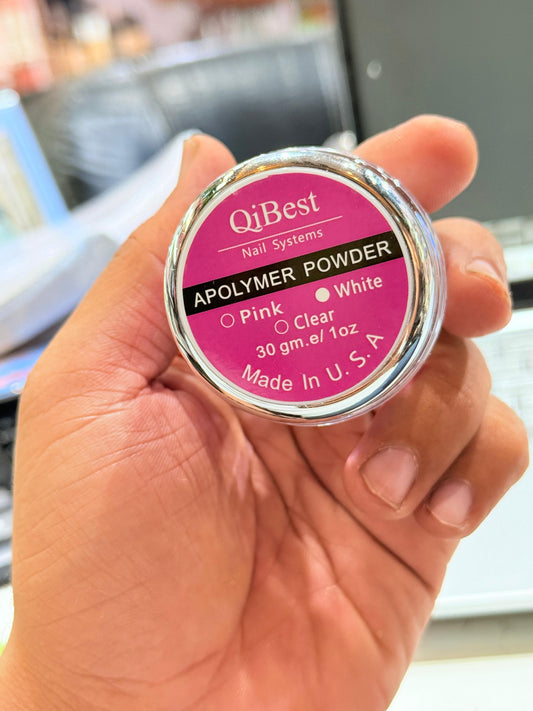 QiBest
Nail Systems
APOLYMER POWDER
Pink White
Clear
30 gm.e/ 1oz
Made In U. S. A